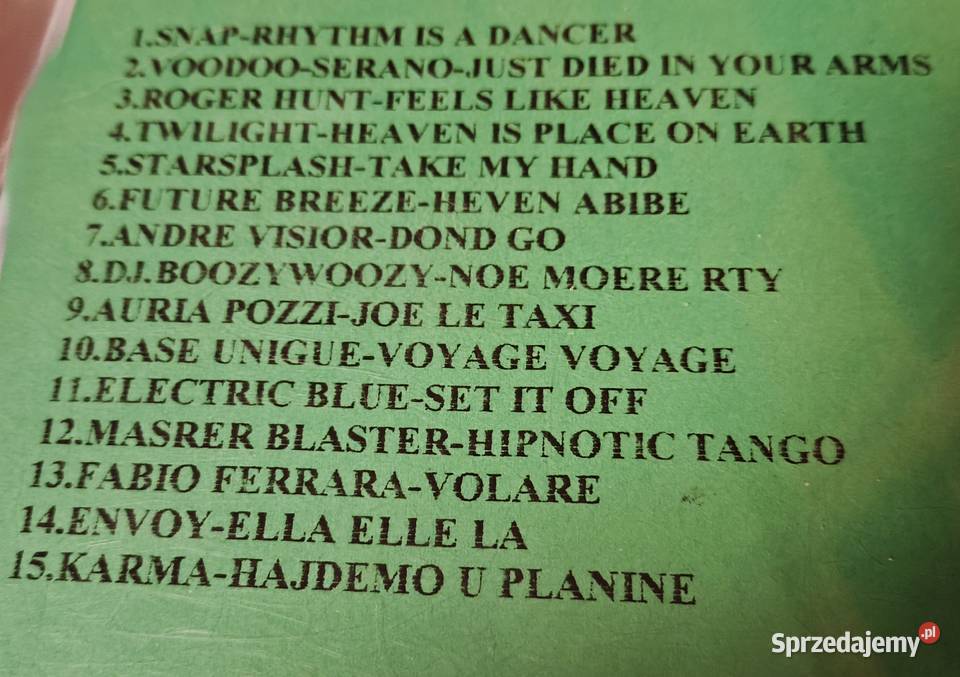 1.SNAP-RHYTHM IS A DANCER
2.VOODOO-SERANO-JUST DIED IN YOUR ARMS
3.ROGER HUNT-FEELS LIKE HEAVEN
4.TWILIGHT-HEAVEN IS PLACE ON EARTH
5.STARSPLASH-TAKE MY HAND
6.FUTURE BREEZE-HEVEN ABIBE
7.ANDRE VISIOR-DOND GO
8.DJ.BOOZYWOOZY-NOE MOERE RTY
9.AURIA POZZI-JOE LE TAXI
10.BASE UNIGUE-VOYAGE VOYAGE
11.ELECTRIC BLUE-SET IT OFF
12.MASRER BLASTER-HIPNOTIC TANGO
13.FABIO FERRARA-VOLARE
14.ENVOY-ELLA ELLE LA
15.KARMA-HAJDEMO U PLANINE
Sprzedajemy.pl